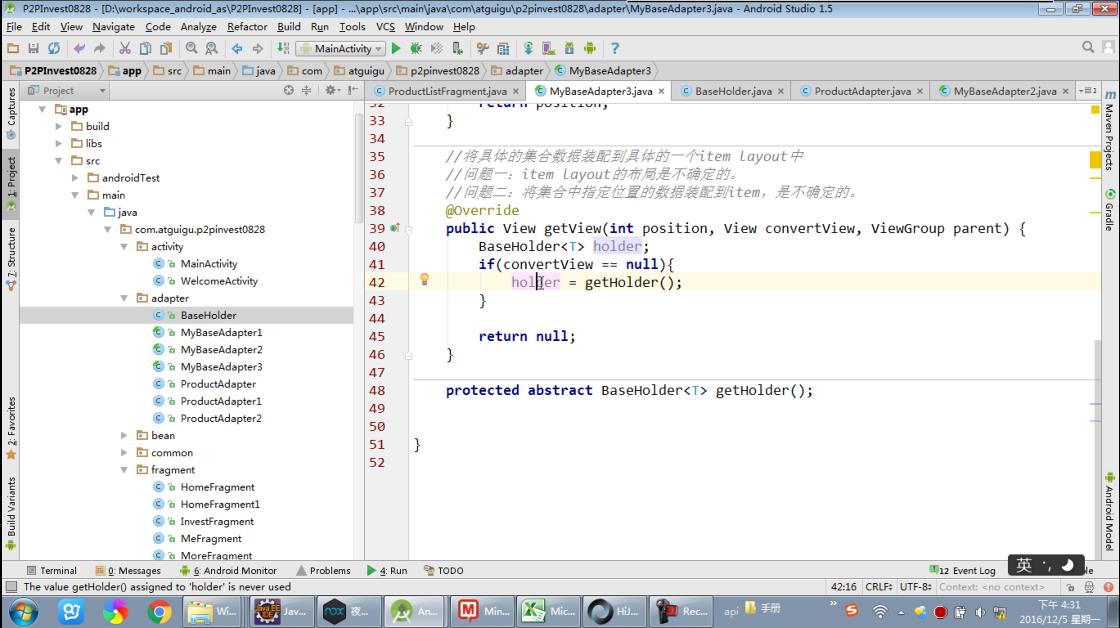 P2PInvest0828 - [D:\workspace_android_as\P2PInvest0828] - [app] - ...\app\src\main\java\com\atguigu\p2pinvest0828\adapter\MyBaseAdapter3.java - Android Studio 1.5
File Edit View Navigate Code Analyze Refactor Build Run Tools VCS Window Help
MainActivity
P2PInvest0828 app src main java com atguigu p2pinvest0828 adapter MyBaseAdapter3
Project
ProductListFragment.java MyBaseAdapter3.java BaseHolder.java ProductAdapter.java MyBaseAdapter2.java
Captures
1: Project
7: Structure
2: Favorites
Build Variants
app
build
libs
src
androidTest
main
java
com.atguigu.p2pinvest0828
activity
MainActivity
WelcomeActivity
adapter
BaseHolder
MyBaseAdapter1
MyBaseAdapter2
MyBaseAdapter3
ProductAdapter
ProductAdapter1
ProductAdapter2
bean
common
fragment
HomeFragment
HomeFragment1
InvestFragment
MeFragment
MoreFragment
32 return position;
33 }
34
35 //将具体的集合数据装配到具体的一个item layout中
36 //问题一：item layout的布局是不确定的。
37 //问题二：将集合中指定位置的数据装配到item，是不确定的。
38 @Override
39 public View getView(int position, View convertView, ViewGroup parent) {
40 BaseHolder<T> holder;
41 if(convertView == null){
42 holder = getHolder();
43 }
44
45 return null;
46 }
47
48 protected abstract BaseHolder<T> getHolder();
49
50
51 }
52
Maven Projects
Gradle
Android Model
Terminal 0: Messages 6: Android Monitor Problems 4: Run TODO 12 Event Log
英
The value getHolder() assigned to 'holder' is never used 42:16 CRLF÷ UTF-8÷ Context: <no context>
Wi... Jav... 夜... An... Min... Mic... HiJ... Rec... api 手册
下午 4:31
2016/12/5 星期一